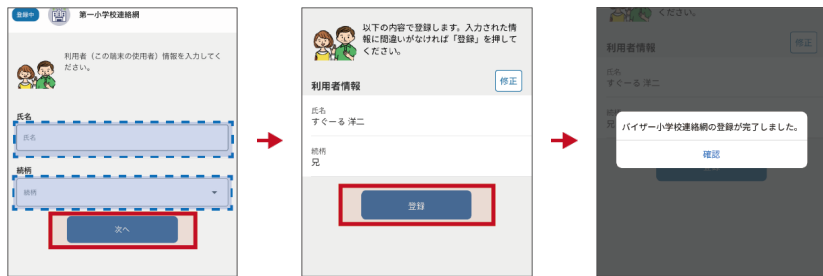 登録中
第一小学校連絡網
利用者（この端末の使用者）情報を入力してく
ださい。
氏名
氏名
続柄
続柄
次へ
以下の内容で登録します。入力された情
報に間違いがなければ「登録」を押して
ください。
利用者情報
修正
氏名
すぐーる 洋二
続柄
兄
登録
ください。
利用者情報
修正
氏名
すぐーる 洋二
兄
バイザー小学校連絡網の登録が完了しました。
確認